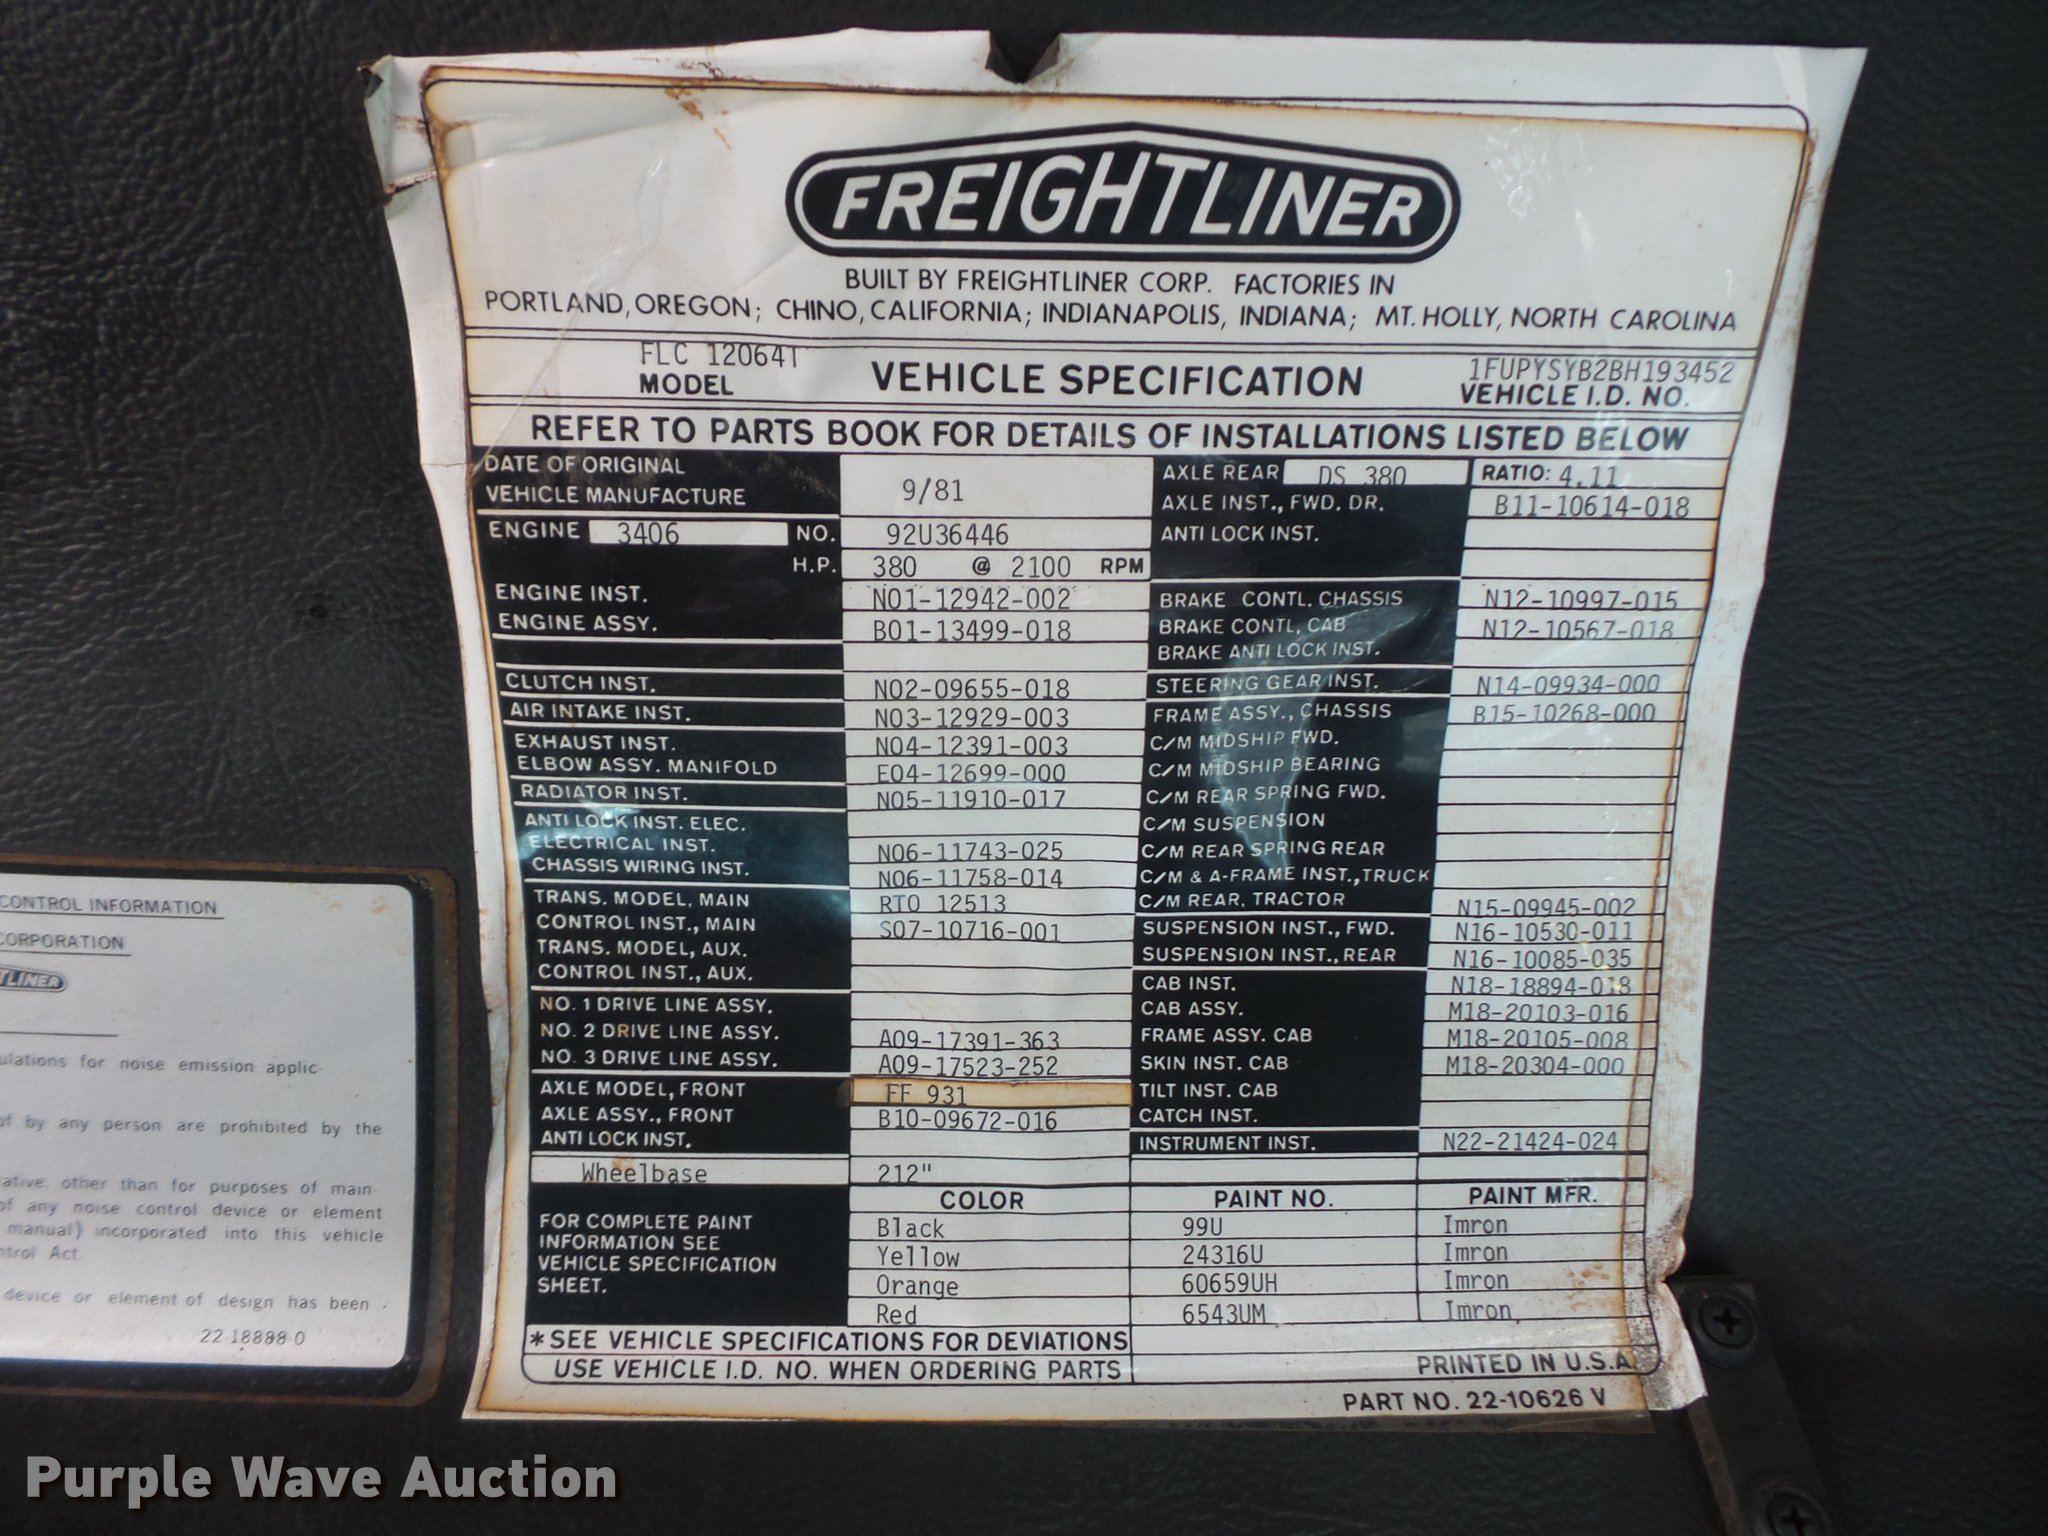 FREIGHTLINER
BUILT BY FREIGHTLINER CORP. FACTORIES IN
PORTLAND, OREGON; CHINO, CALIFORNIA; INDIANAPOLIS, INDIANA; MT. HOLLY, NORTH CAROLINA
FLC 12064T
MODEL
VEHICLE SPECIFICATION
1FUPYSYB2BH193452
VEHICLE I.D. NO.
REFER TO PARTS BOOK FOR DETAILS OF INSTALLATIONS LISTED BELOW
DATE OF ORIGINAL
VEHICLE MANUFACTURE 9/81
ENGINE 3406 NO. 92U36446
H.P. 380 @ 2100 RPM
ENGINE INST. N01-12942-002
ENGINE ASSY. B01-13499-018
CLUTCH INST. N02-09655-018
AIR INTAKE INST. N03-12929-003
EXHAUST INST. N04-12391-003
ELBOW ASSY. MANIFOLD E04-12699-000
RADIATOR INST. N05-11910-017
ANTI LOCK INST. ELEC.
ELECTRICAL INST. N06-11743-025
CHASSIS WIRING INST. N06-11758-014
TRANS. MODEL, MAIN RTO 12513
CONTROL INST., MAIN S07-10716-001
TRANS. MODEL, AUX.
CONTROL INST., AUX.
NO. 1 DRIVE LINE ASSY.
NO. 2 DRIVE LINE ASSY. A09-17391-363
NO. 3 DRIVE LINE ASSY. A09-17523-252
AXLE MODEL, FRONT FF 931
AXLE ASSY., FRONT B10-09672-016
ANTI LOCK INST.
Wheelbase 212"
AXLE REAR DS 380 RATIO: 4.11
AXLE INST., FWD. DR. B11-10614-018
ANTI LOCK INST.
BRAKE CONTL. CHASSIS N12-10997-015
BRAKE CONTL, CAB N12-10567-018
BRAKE ANTI LOCK INST.
STEERING GEAR INST. N14-09934-000
FRAME ASSY., CHASSIS B15-10268-000
C/M MIDSHIP FWD.
C/M MIDSHIP BEARING
C/M REAR SPRING FWD.
C/M SUSPENSION
C/M REAR SPRING REAR
C/M & A-FRAME INST., TRUCK
C/M REAR, TRACTOR N15-09945-002
SUSPENSION INST., FWD. N16-10530-011
SUSPENSION INST., REAR N16-10085-035
CAB INST. N18-18894-018
CAB ASSY. M18-20103-016
FRAME ASSY. CAB M18-20105-008
SKIN INST. CAB M18-20304-000
TILT INST. CAB
CATCH INST.
INSTRUMENT INST. N22-21424-024
FOR COMPLETE PAINT
INFORMATION SEE
VEHICLE SPECIFICATION
SHEET.
COLOR PAINT NO. PAINT MFR.
Black 99U Imron
Yellow 24316U Imron
Orange 60659UH Imron
Red 6543UM Imron
*SEE VEHICLE SPECIFICATIONS FOR DEVIATIONS
USE VEHICLE I.D. NO. WHEN ORDERING PARTS
PRINTED IN U.S.A.
PART NO. 22-10626 V
CONTROL INFORMATION
CORPORATION
TLINER
ulations for noise emission applic-
of by any person are prohibited by the
ative, other than for purposes of main-
of any noise control device or element
manual) incorporated into this vehicle
ntrol Act.
device or element of design has been
22-18888-0
Purple Wave Auction